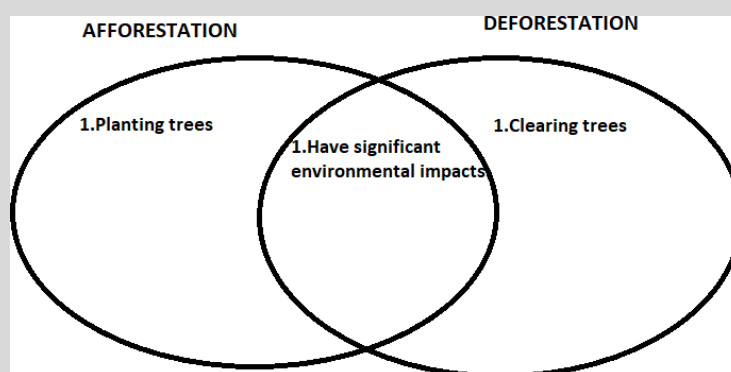 AFFORESTATION
DEFORESTATION
1.Planting trees
1.Have significant
environmental impacts
1.Clearing trees